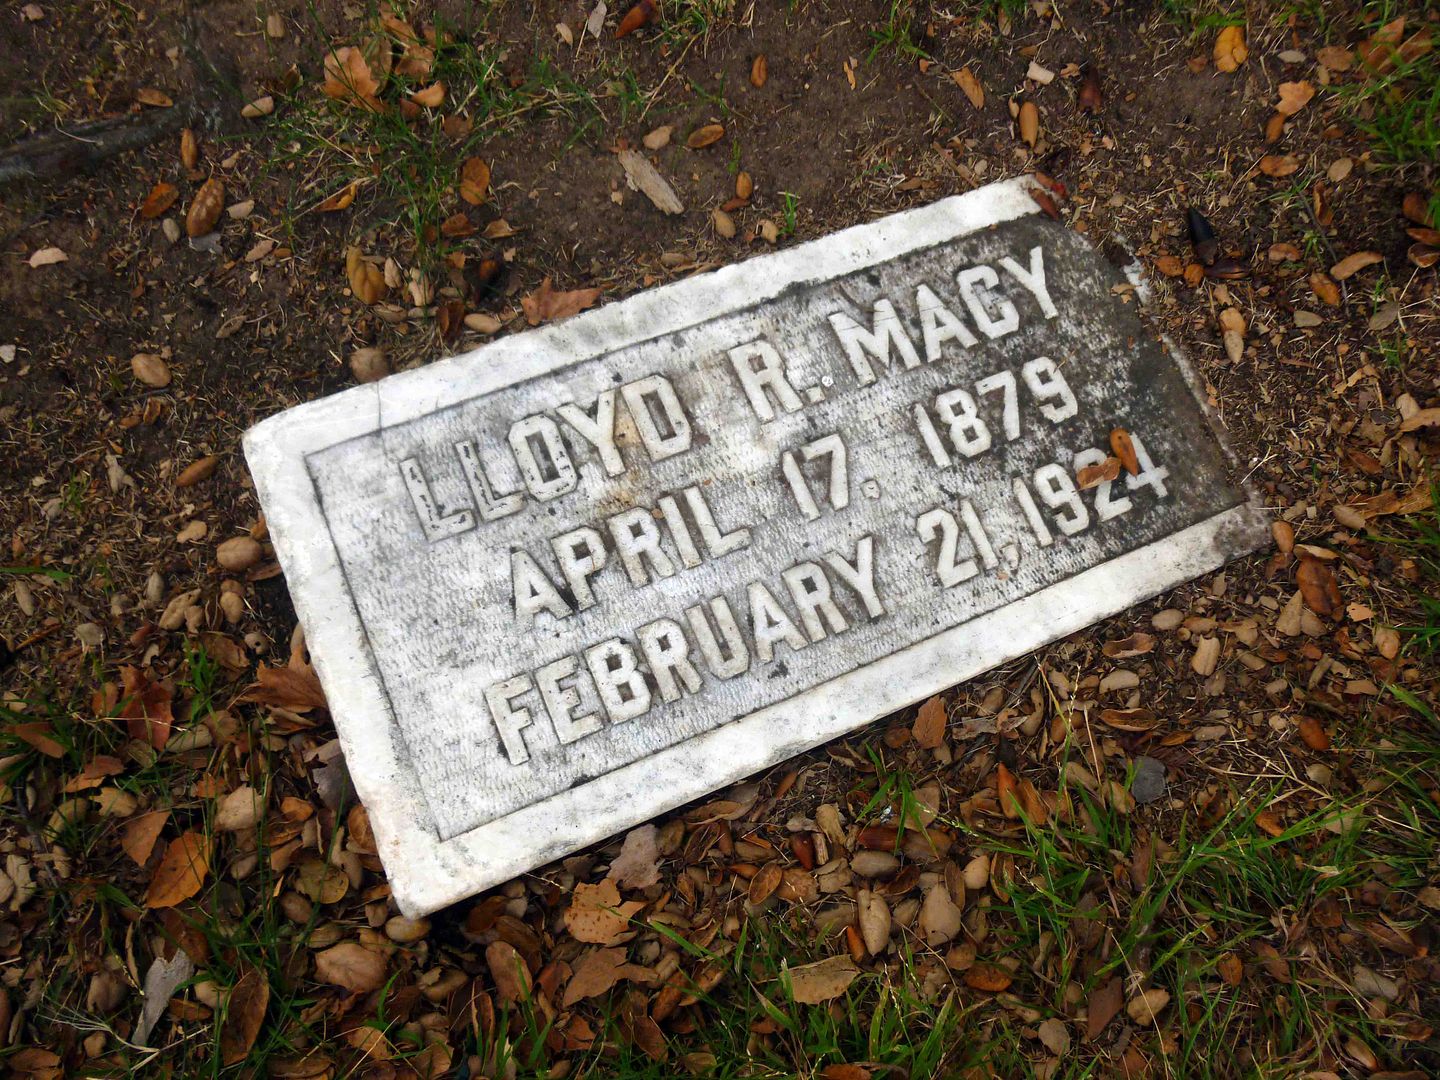 LLOYD R. MACY
APRIL 17. 1879
FEBRUARY 21, 1924